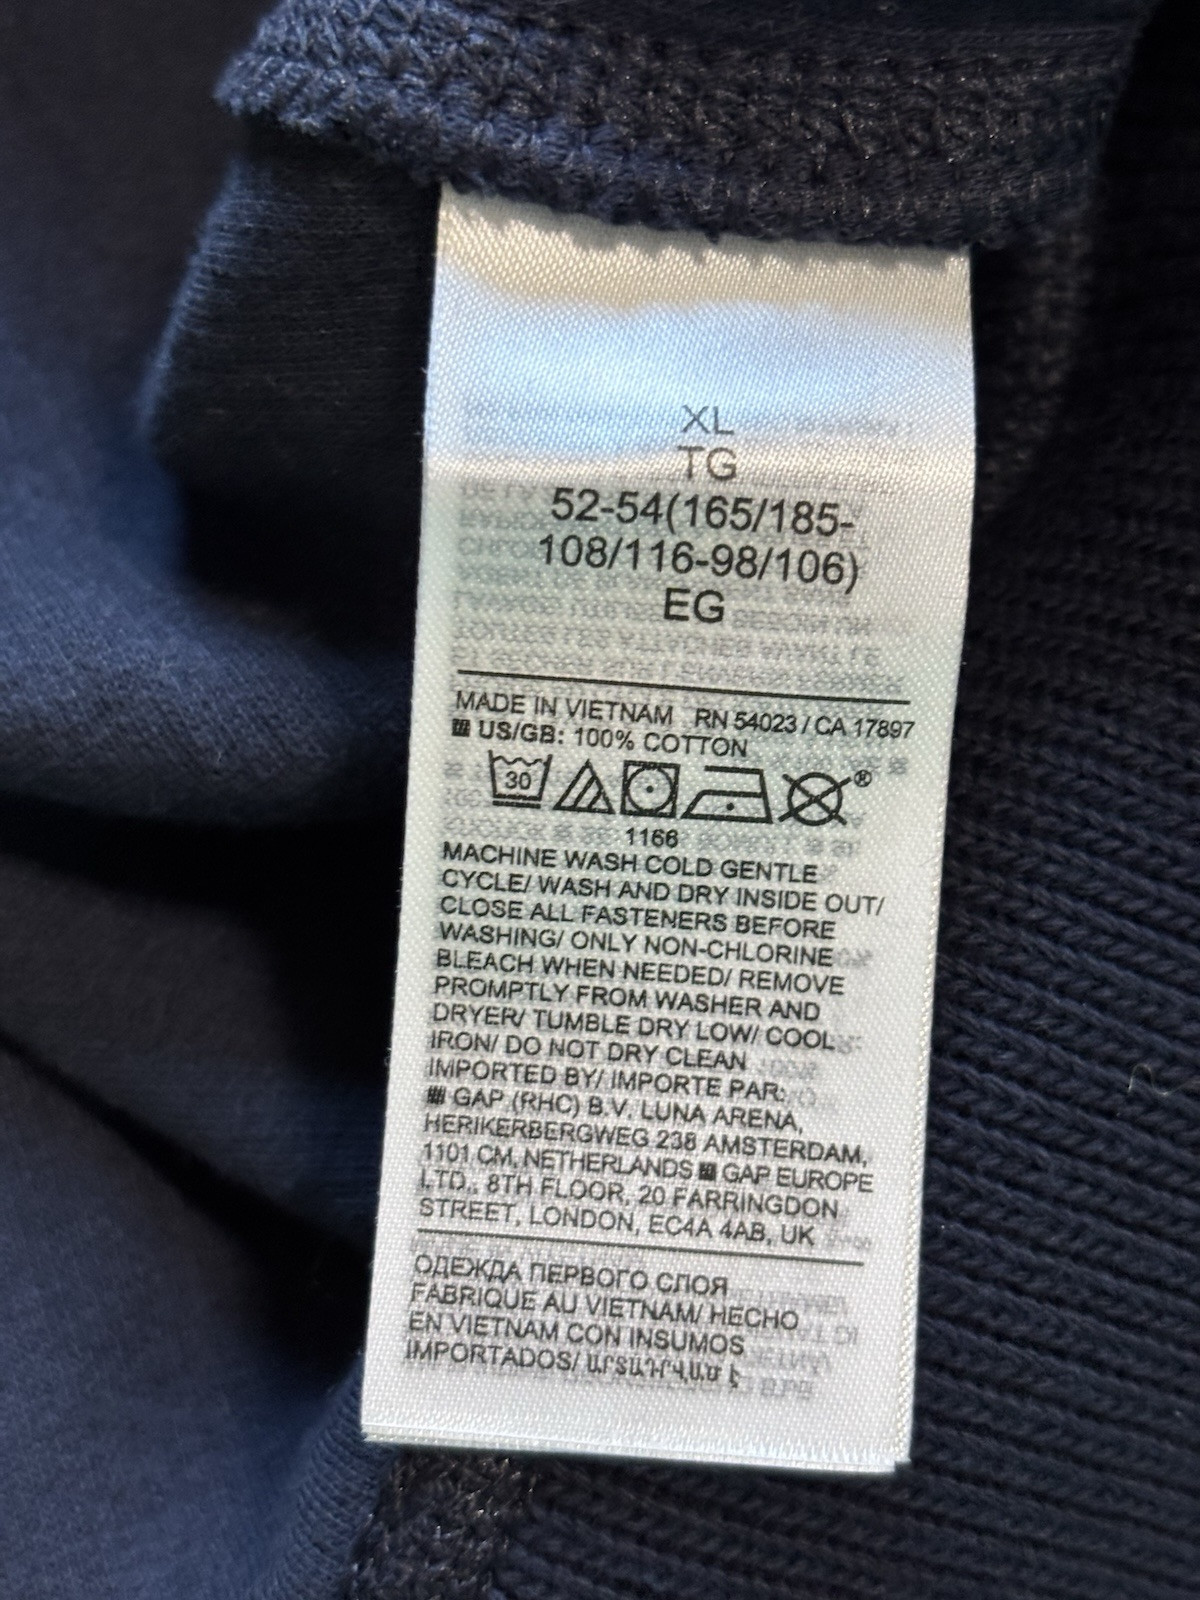 XL
TG
52-54(165/185-
108/116-98/106)
EG
MADE IN VIETNAM RN 54023 / CA 17897
US/GB: 100% COTTON
30
®
1166
MACHINE WASH COLD GENTLE
CYCLE/ WASH AND DRY INSIDE OUT/
CLOSE ALL FASTENERS BEFORE
WASHING/ ONLY NON-CHLORINE
BLEACH WHEN NEEDED/ REMOVE
PROMPTLY FROM WASHER AND
DRYER/ TUMBLE DRY LOW/ COOL
IRON/ DO NOT DRY CLEAN
IMPORTED BY/ IMPORTE PAR:
GAP (RHC) B.V. LUNA ARENA,
HERIKERBERGWEG 238 AMSTERDAM,
1101 CM, NETHERLANDS GAP EUROPE
LTD., 8TH FLOOR, 20 FARRINGDON
STREET, LONDON, EC4A 4AB, UK
ОДЕЖДА ПЕРВОГО СЛОЯ
FABRIQUE AU VIETNAM/ HECHO
EN VIETNAM CON INSUMOS
IMPORTADOS/ ԱՐՏԱԴՐՎԱԾ Է